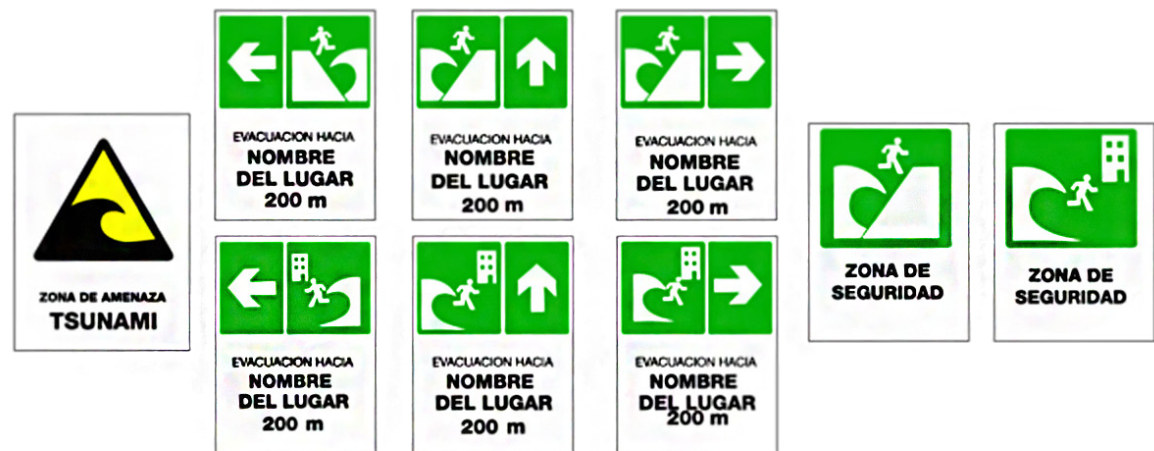 ZONA DE AMENAZA
TSUNAMI
EVACUACION HACIA
NOMBRE
DEL LUGAR
200 m
EVACUACION HACIA
NOMBRE
DEL LUGAR
200 m
EVACUACION HACIA
NOMBRE
DEL LUGAR
200 m
EVACUACION HACIA
NOMBRE
DEL LUGAR
200 m
EVACUACION HACIA
NOMBRE
DEL LUGAR
200 m
EVACUACION HACIA
NOMBRE
DEL LUGAR
200 m
ZONA DE
SEGURIDAD
ZONA DE
SEGURIDAD